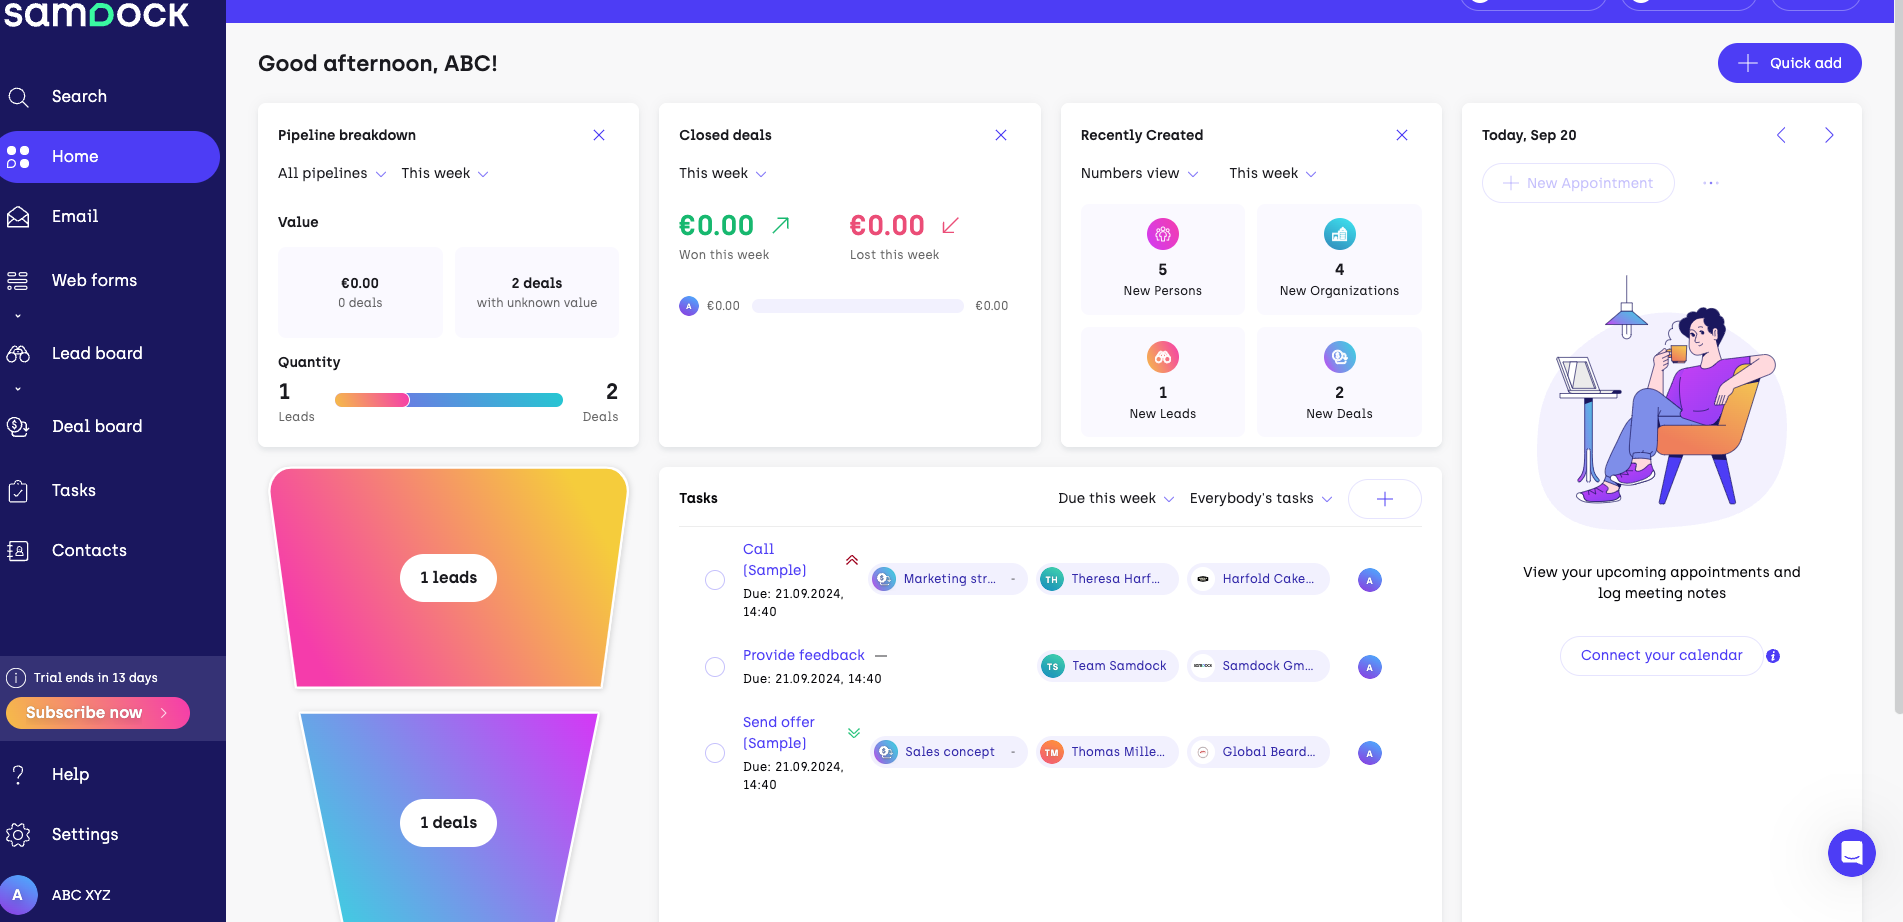 samdock
Search
Home
Email
Web forms
Lead board
Deal board
Tasks
Contacts
Trial ends in 13 days
Subscribe now
Help
Settings
A
ABC XYZ
Good afternoon, ABC!
Quick add
Pipeline breakdown
All pipelines
This week
Value
€0.00
0 deals
2 deals
with unknown value
Quantity
1
2
Leads
Deals
Closed deals
This week
€0.00
€0.00
Won this week
Lost this week
A
€0.00
€0.00
Recently Created
Numbers view
This week
5
New Persons
4
New Organizations
1
New Leads
2
New Deals
1 leads
1 deals
Tasks
Due this week
Everybody's tasks
Call
(Sample)
Due: 21.09.2024,
14:40
Marketing str... -
TH
Theresa Harf...
Harfold Cake...
A
Provide feedback
Due: 21.09.2024, 14:40
TS
Team Samdock
Samdock Gm...
A
Send offer
(Sample)
Due: 21.09.2024,
14:40
Sales concept -
TM
Thomas Mille...
Global Beard...
A
Today, Sep 20
New Appointment
View your upcoming appointments and
log meeting notes
Connect your calendar